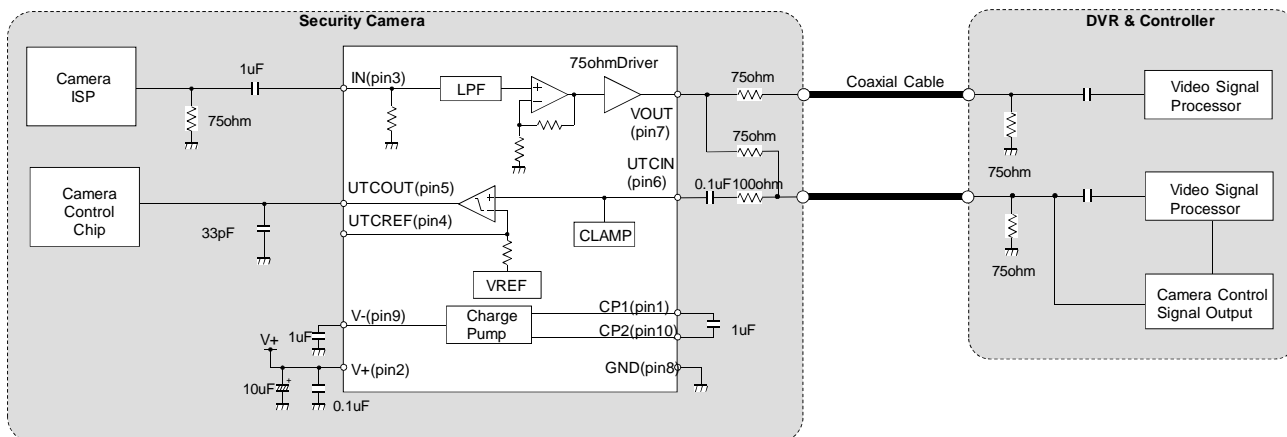 Security Camera
DVR & Controller
Camera
ISP
1uF
75ohm
IN(pin3)
LPF
75ohmDriver
VOUT
(pin7)
75ohm
75ohm
Coaxial Cable
75ohm
Video Signal
Processor
Camera
Control
Chip
33pF
UTCOUT(pin5)
UTCREF(pin4)
UTCIN
(pin6)
0.1uF
100ohm
CLAMP
VREF
75ohm
Video Signal
Processor
Camera Control
Signal Output
V-(pin9)
1uF
Charge
Pump
CP1(pin1)
CP2(pin10)
1uF
V+
V+(pin2)
10uF
+
0.1uF
GND(pin8)